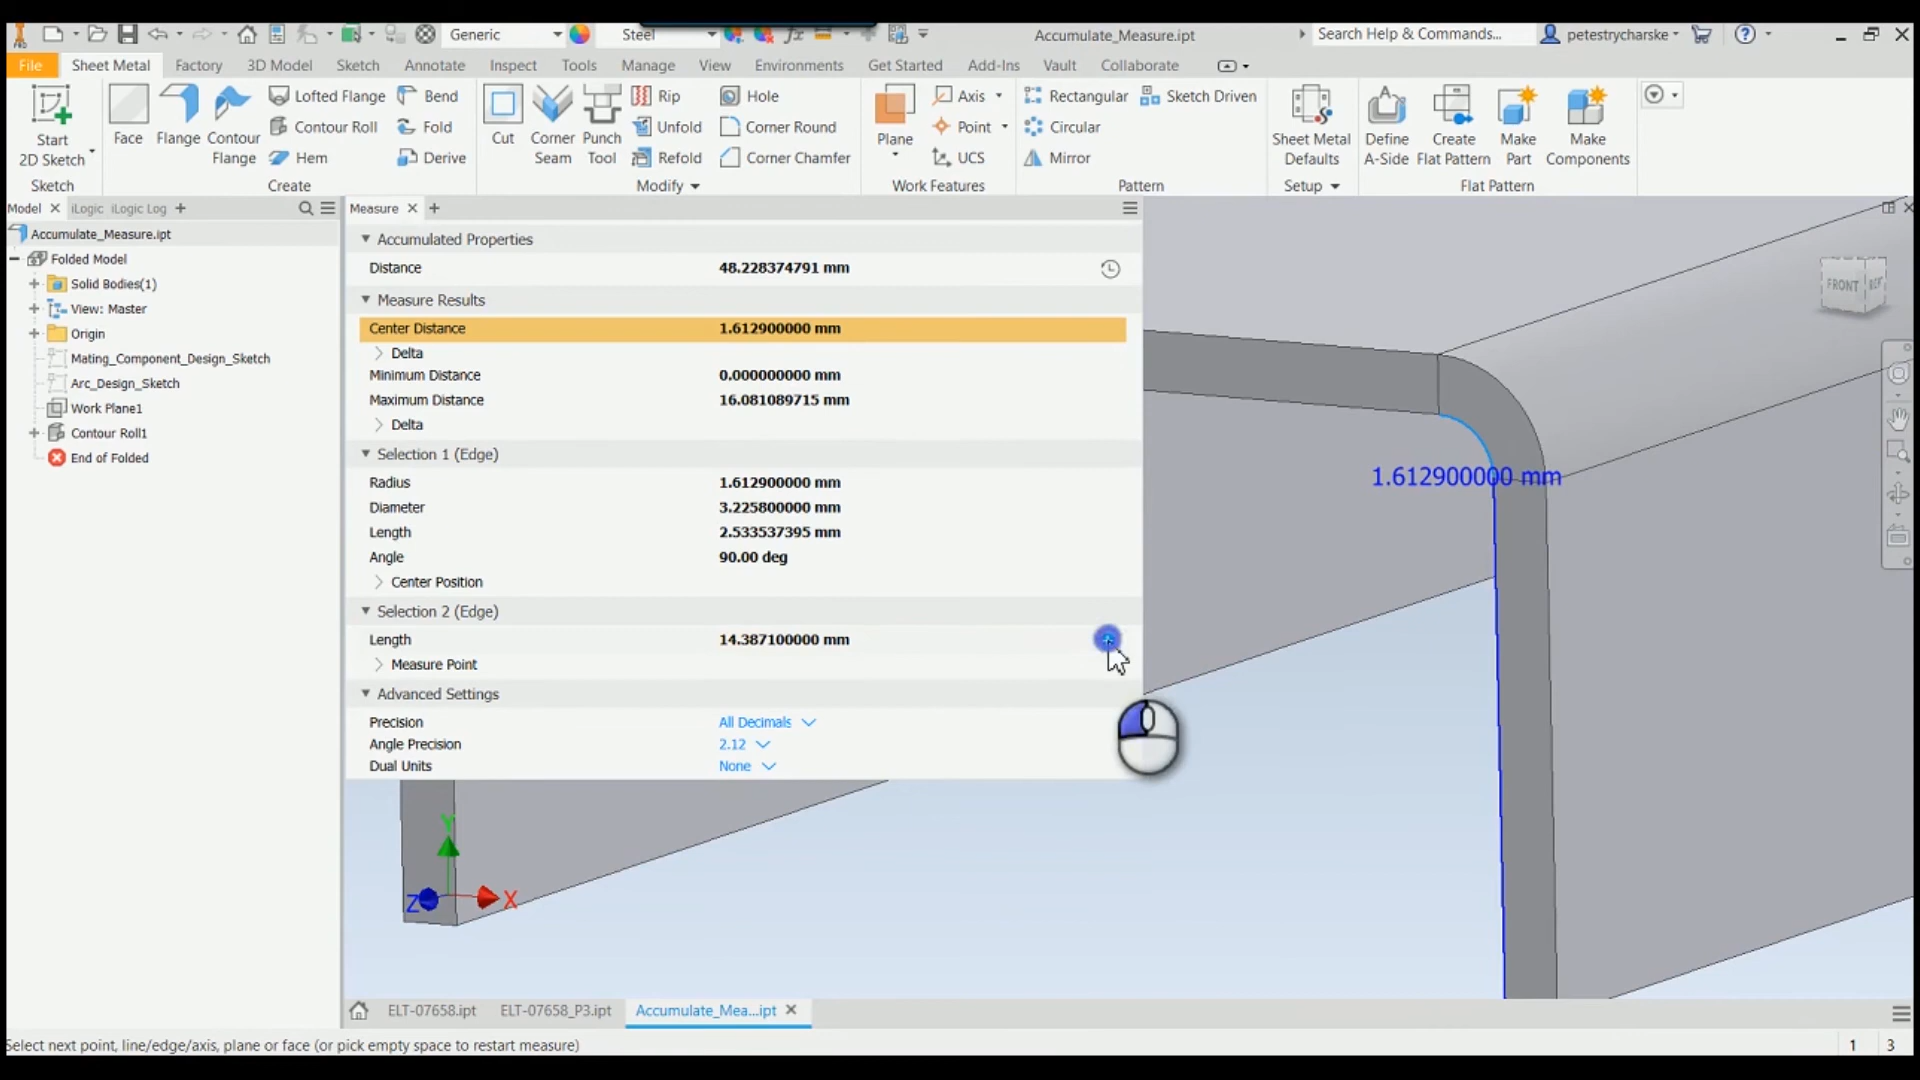 PRO
Generic
Steel
fx
Accumulate_Measure.ipt
Search Help & Commands...
petestrycharske
File
Sheet Metal
Factory
3D Model
Sketch
Annotate
Inspect
Tools
Manage
View
Environments
Get Started
Add-Ins
Vault
Collaborate
Start
2D Sketch
Face
Flange
Contour
Flange
Lofted Flange
Contour Roll
Hem
Bend
Fold
Derive
Cut
Corner
Seam
Punch
Tool
Rip
Unfold
Refold
Hole
Corner Round
Corner Chamfer
Plane
Axis
Point
UCS
Rectangular
Circular
Mirror
Sketch Driven
Sheet Metal
Defaults
Define
A-Side
Create
Flat Pattern
Make
Part
Make
Components
Sketch
Create
Modify
Work Features
Pattern
Setup
Flat Pattern
Model
iLogic
iLogic Log
Accumulate_Measure.ipt
Folded Model
Solid Bodies(1)
View: Master
Origin
Mating_Component_Design_Sketch
Arc_Design_Sketch
Work Plane1
Contour Roll1
End of Folded
Measure
Accumulated Properties
Distance 48.228374791 mm
Measure Results
Center Distance 1.612900000 mm
Delta
Minimum Distance 0.000000000 mm
Maximum Distance 16.081089715 mm
Delta
Selection 1 (Edge)
Radius 1.612900000 mm
Diameter 3.225800000 mm
Length 2.533537395 mm
Angle 90.00 deg
Center Position
Selection 2 (Edge)
Length 14.387100000 mm
Measure Point
Advanced Settings
Precision All Decimals
Angle Precision 2.12
Dual Units None
FRONT
1.612900000 mm
Y
Z
X
ELT-07658.ipt
ELT-07658_P3.ipt
Accumulate_Mea...ipt
Select next point, line/edge/axis, plane or face (or pick empty space to restart measure)
1
3